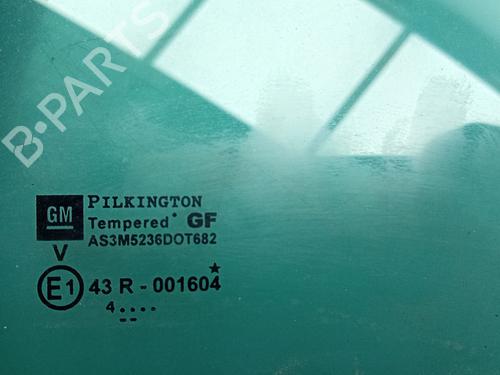 B-PARTS
GM PILKINGTON
Tempered GF
AS3M5236DOT682
V
E1 43 R - 001604
4....